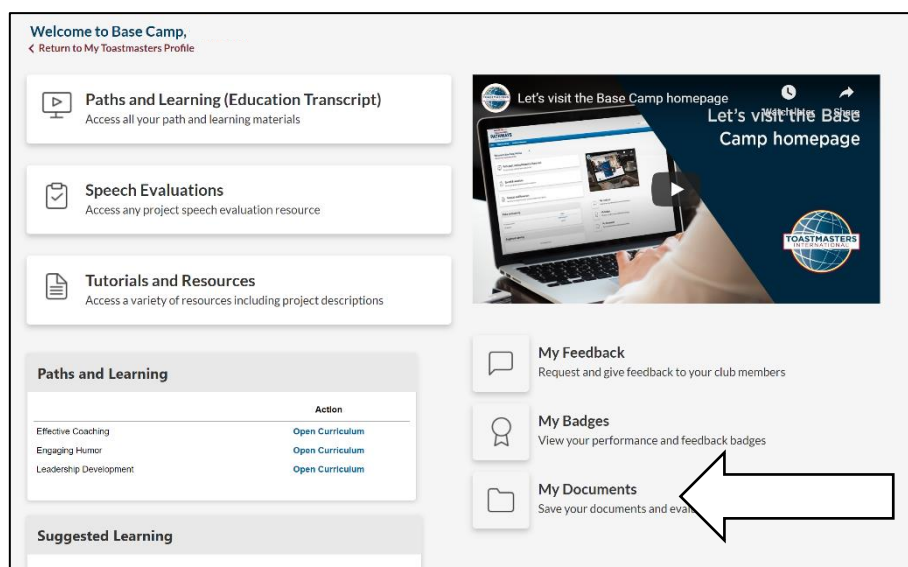 Welcome to Base Camp,
Return to My Toastmasters Profile
Paths and Learning (Education Transcript)
Access all your path and learning materials
Speech Evaluations
Access any project speech evaluation resource
Tutorials and Resources
Access a variety of resources including project descriptions
Let's visit the Base Camp homepage
Watch later
Share
Let's visit the Base
Camp homepage
TOASTMASTERS
INTERNATIONAL
My Feedback
Request and give feedback to your club members
My Badges
View your performance and feedback badges
My Documents
Save your documents and
Paths and Learning
Action
Effective Coaching Open Curriculum
Engaging Humor Open Curriculum
Leadership Development Open Curriculum
Suggested Learning